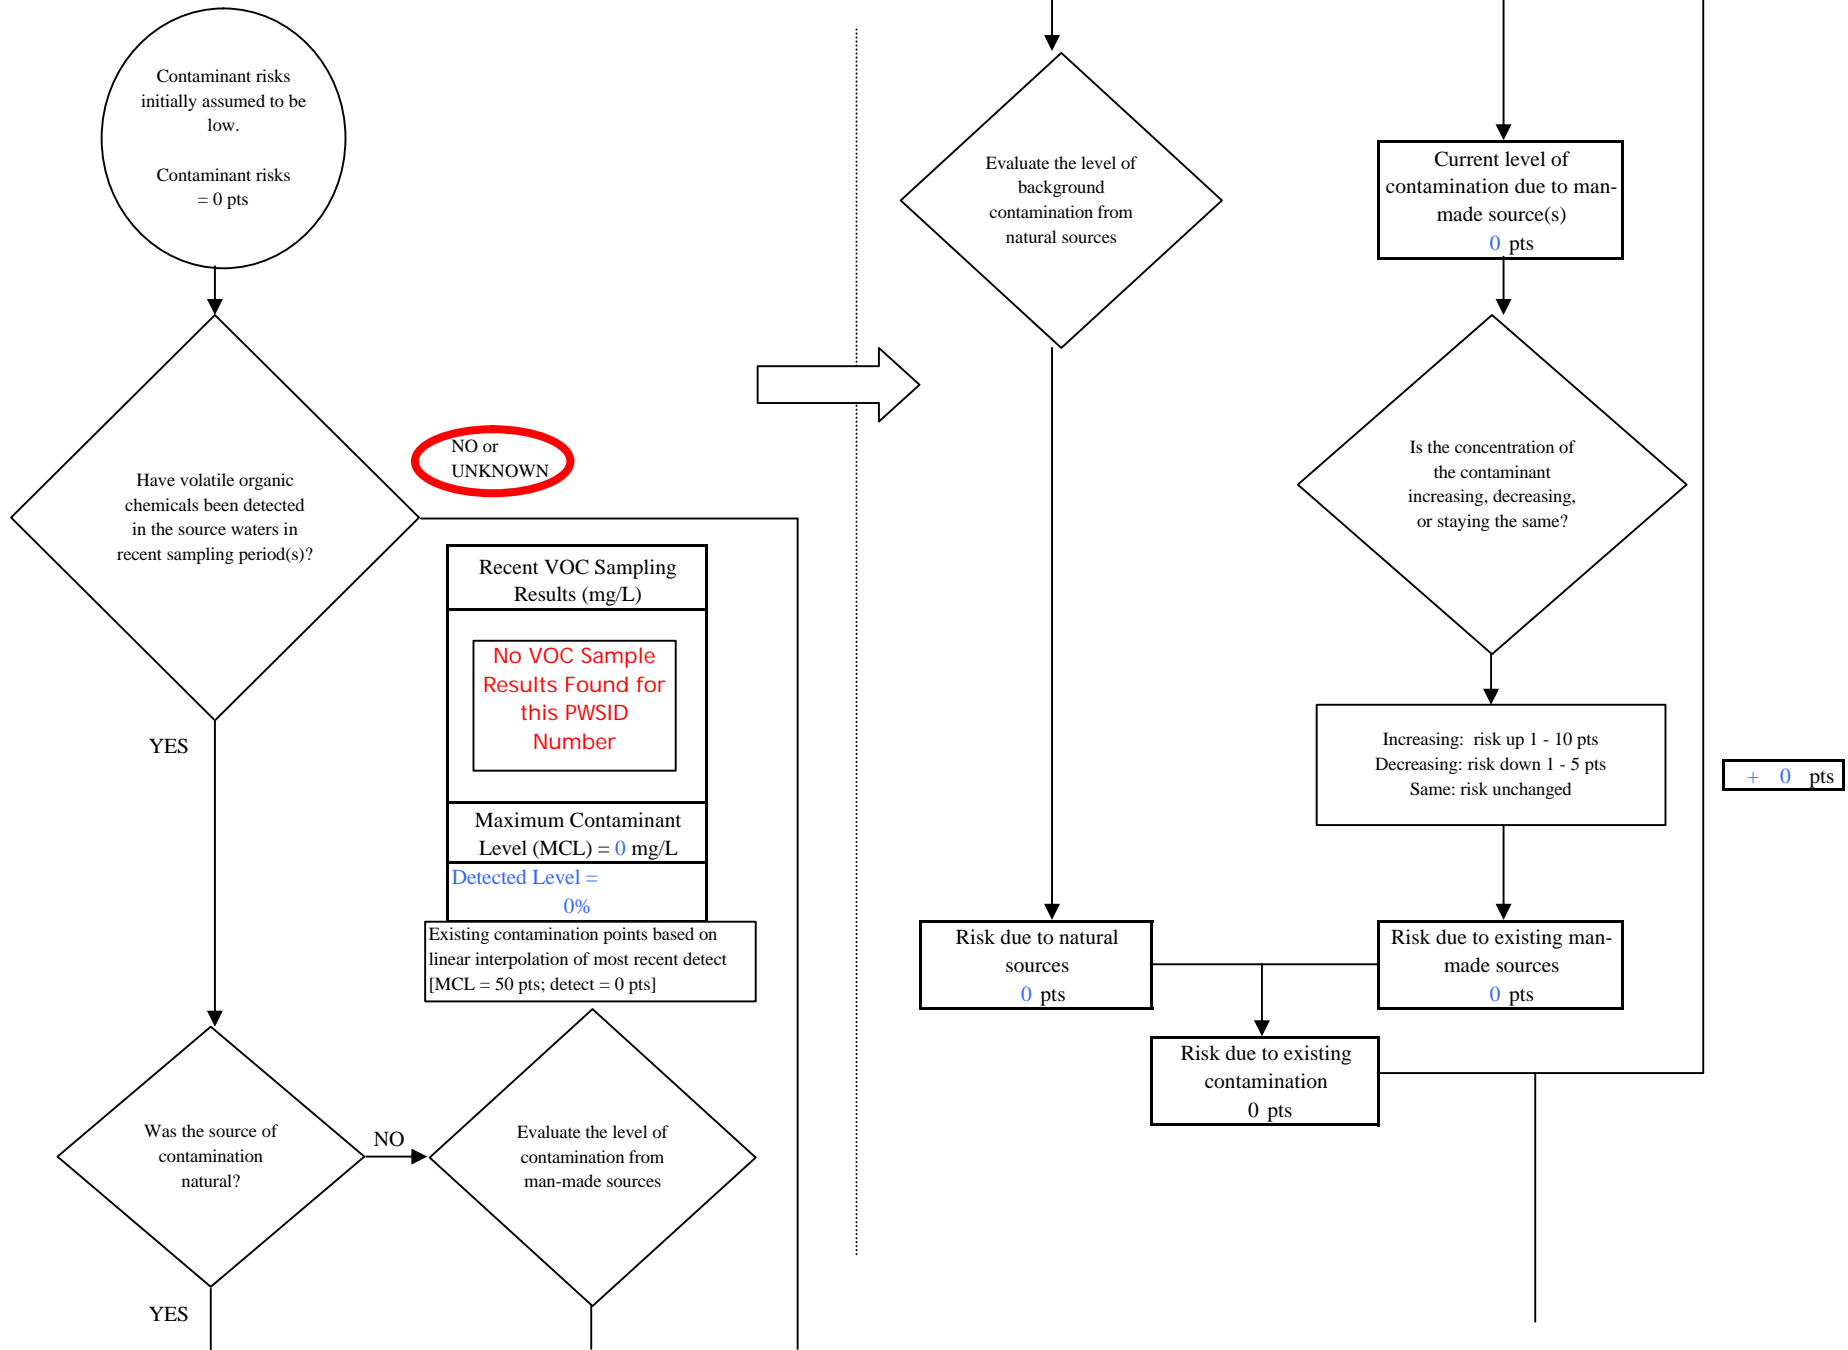 Contaminant risks
initially assumed to be
low.
Contaminant risks
= 0 pts
Have volatile organic
chemicals been detected
in the source waters in
recent sampling period(s)?
NO or
UNKNOWN
YES
Recent VOC Sampling
Results (mg/L)
No VOC Sample
Results Found for
this PWSID
Number
Maximum Contaminant
Level (MCL) = 0 mg/L
Detected Level =
0%
Existing contamination points based on
linear interpolation of most recent detect
[MCL = 50 pts; detect = 0 pts]
Was the source of
contamination
natural?
NO
YES
Evaluate the level of
contamination from
man-made sources
Evaluate the level of
background
contamination from
natural sources
Current level of
contamination due to man-
made source(s)
0 pts
Is the concentration of
the contaminant
increasing, decreasing,
or staying the same?
Increasing: risk up 1 - 10 pts
Decreasing: risk down 1 - 5 pts
Same: risk unchanged
+ 0 pts
Risk due to natural
sources
0 pts
Risk due to existing man-
made sources
0 pts
Risk due to existing
contamination
0 pts